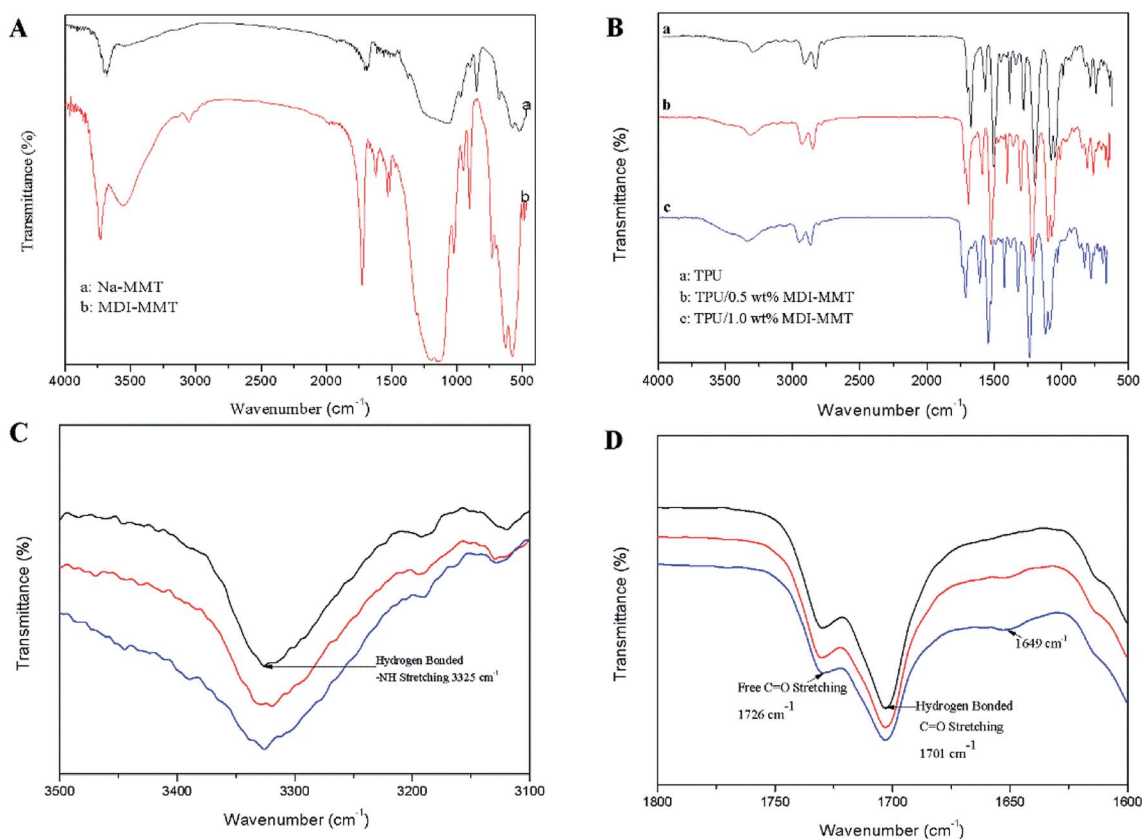 A
Transmittance (%)
a
b
a: Na-MMT
b: MDI-MMT
4000 3500 3000 2500 2000 1500 1000 500
Wavenumber (cm-1)
B
Transmittance (%)
a
b
c
a: TPU
b: TPU/0.5 wt% MDI-MMT
c: TPU/1.0 wt% MDI-MMT
4000 3500 3000 2500 2000 1500 1000 500
Wavenumber (cm-1)
C
Transmittance (%)
Hydrogen Bonded
-NH Stretching 3325 cm-1
3500 3400 3300 3200 3100
Wavenumber (cm-1)
D
Transmittance (%)
1649 cm-1
Free C=O Stretching
1726 cm-1
Hydrogen Bonded
C=O Stretching
1701 cm-1
1800 1750 1700 1650 1600
Wavenumber (cm-1)